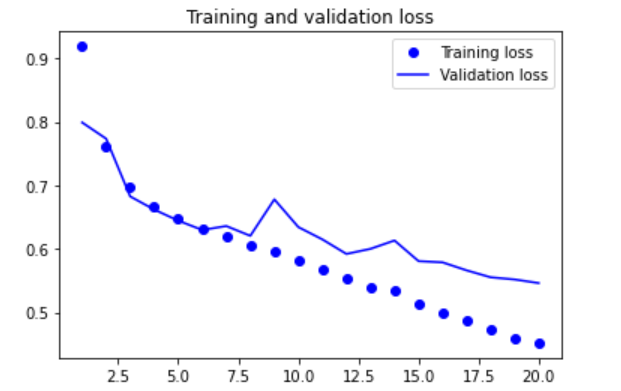 Training and validation loss
Training loss
Validation loss
0.9
0.8
0.7
0.6
0.5
2.5 5.0 7.5 10.0 12.5 15.0 17.5 20.0